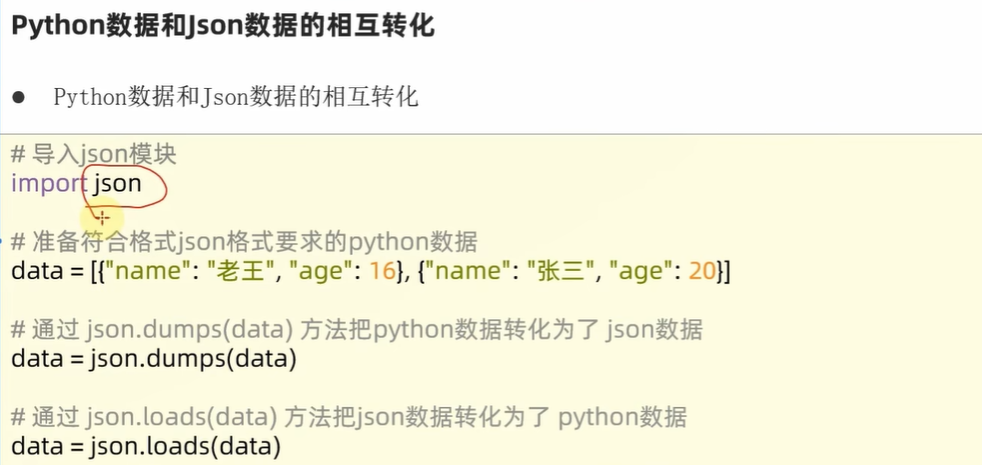 Python数据和Json数据的相互转化
● Python数据和Json数据的相互转化
# 导入json模块
import json
# 准备符合格式json格式要求的python数据
data = [{"name": "老王", "age": 16}, {"name": "张三", "age": 20}]
# 通过 json.dumps(data) 方法把python数据转化为了 json数据
data = json.dumps(data)
# 通过 json.loads(data) 方法把json数据转化为了 python数据
data = json.loads(data)